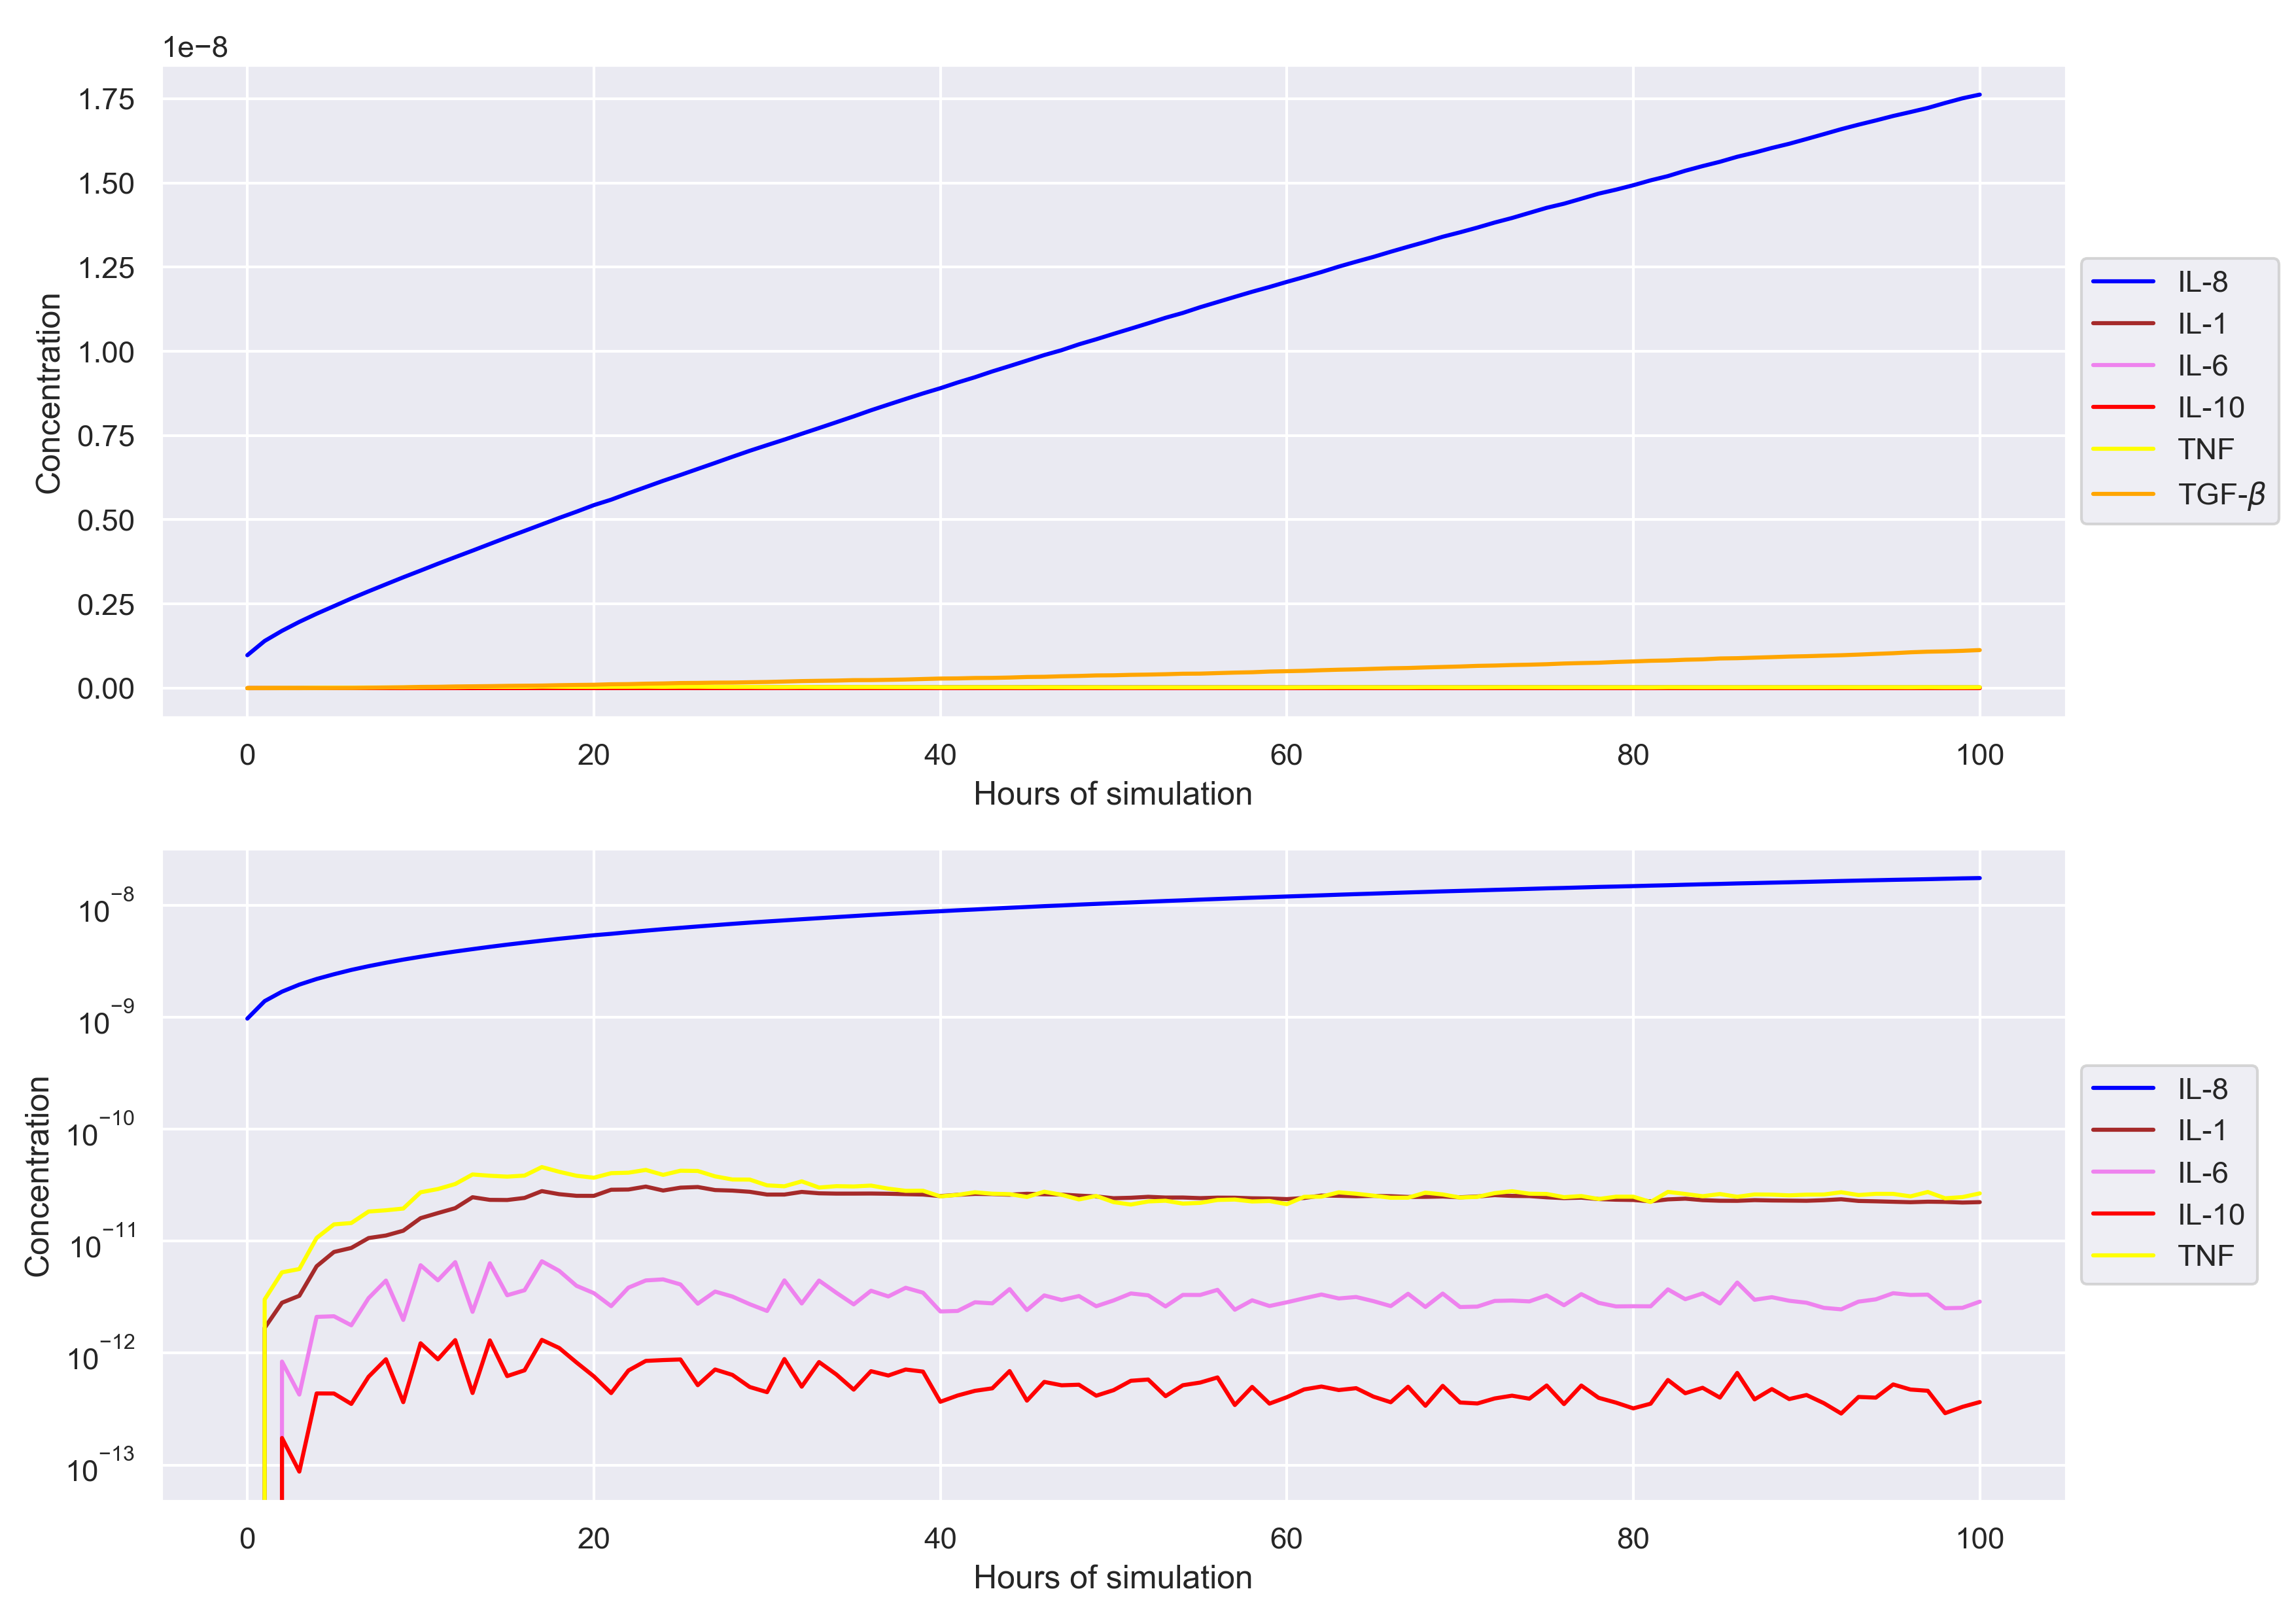 1e−8
1.75
1.50
1.25
1.00
0.75
0.50
0.25
0.00
Concentration
0 20 40 60 80 100
Hours of simulation
IL-8
IL-1
IL-6
IL-10
TNF
TGF-β
10⁻⁸
10⁻⁹
10⁻¹⁰
10⁻¹¹
10⁻¹²
10⁻¹³
Concentration
0 20 40 60 80 100
Hours of simulation
IL-8
IL-1
IL-6
IL-10
TNF